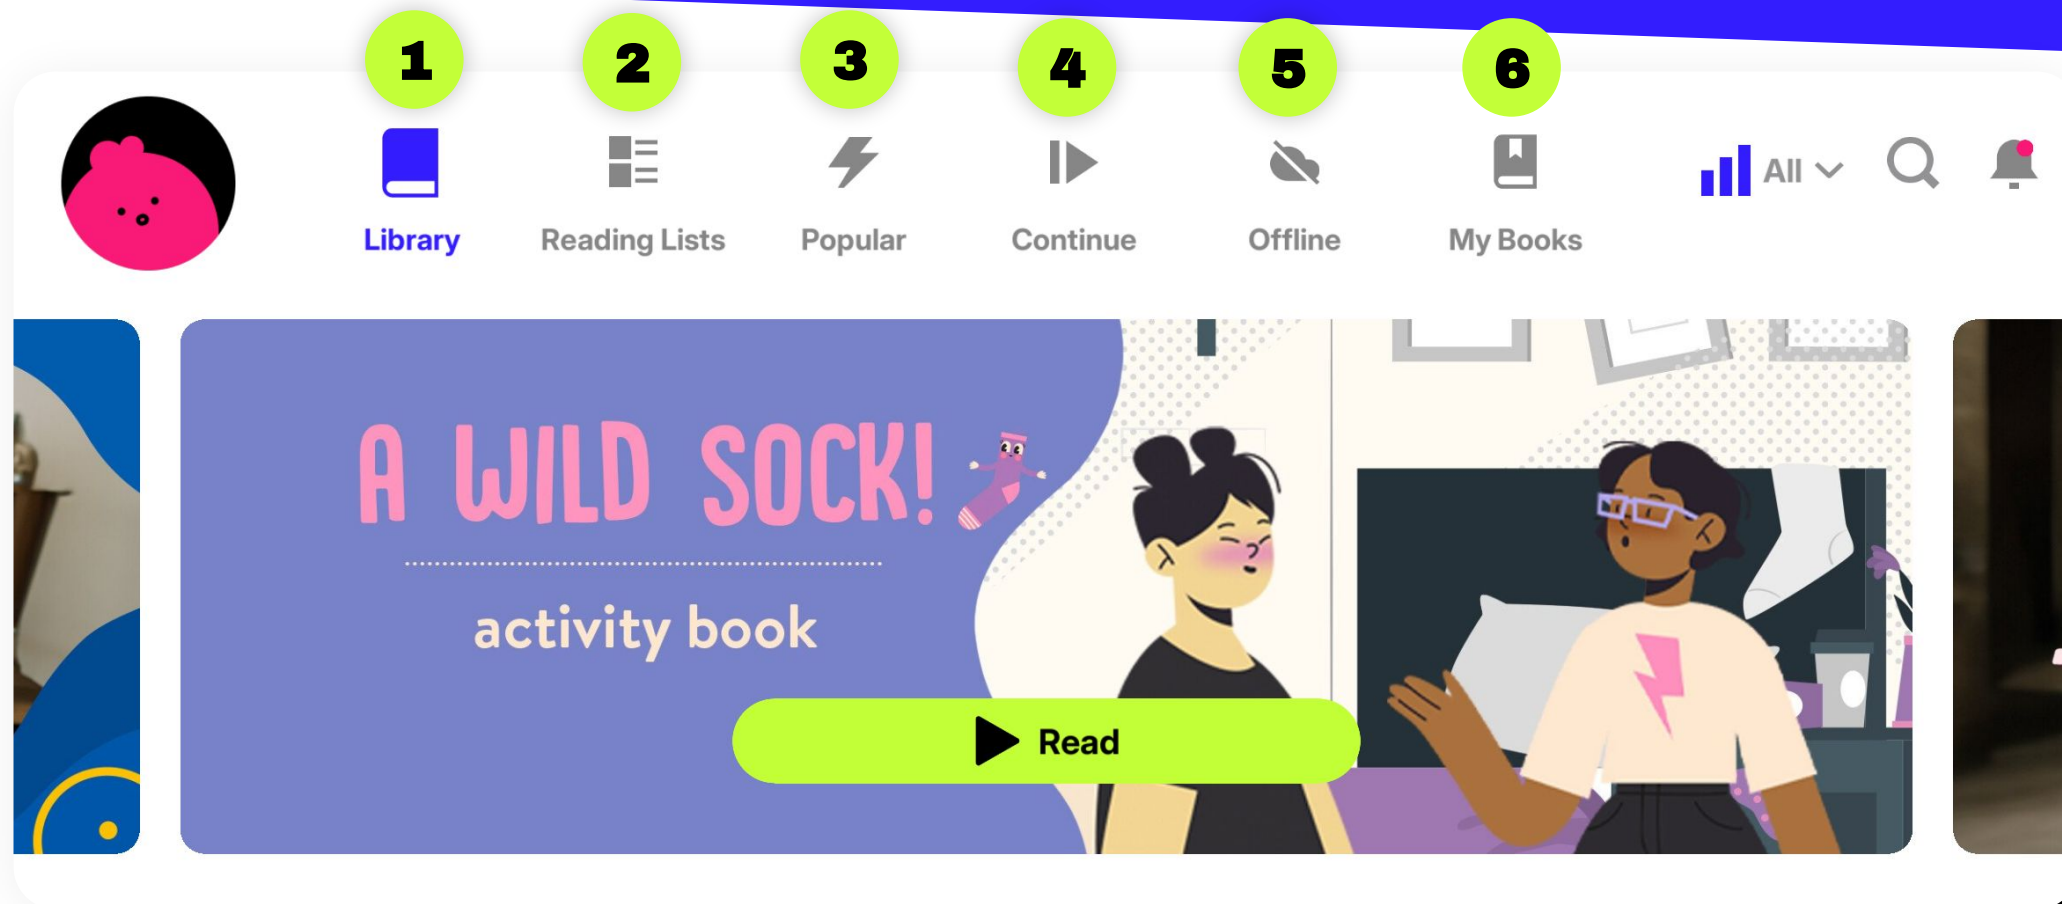 1 2 3 4 5 6
Library Reading Lists Popular Continue Offline My Books All
A WILD SOCK!
activity book
Read